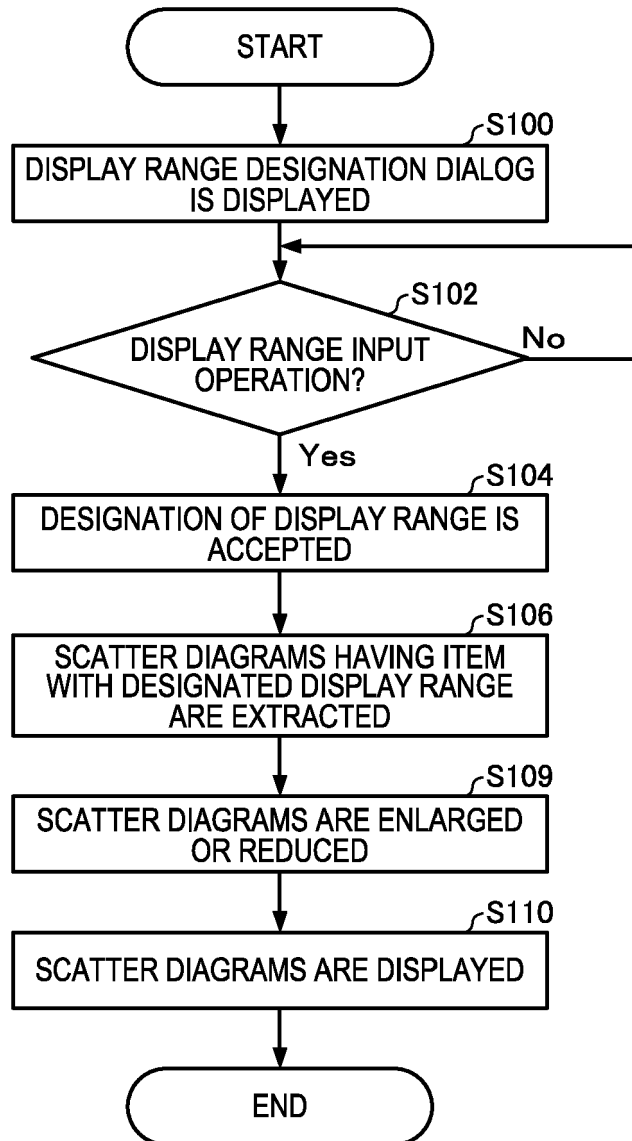 START
S100
DISPLAY RANGE DESIGNATION DIALOG
IS DISPLAYED
S102
DISPLAY RANGE INPUT
OPERATION?
No
Yes
S104
DESIGNATION OF DISPLAY RANGE IS
ACCEPTED
S106
SCATTER DIAGRAMS HAVING ITEM
WITH DESIGNATED DISPLAY RANGE
ARE EXTRACTED
S109
SCATTER DIAGRAMS ARE ENLARGED
OR REDUCED
S110
SCATTER DIAGRAMS ARE DISPLAYED
END